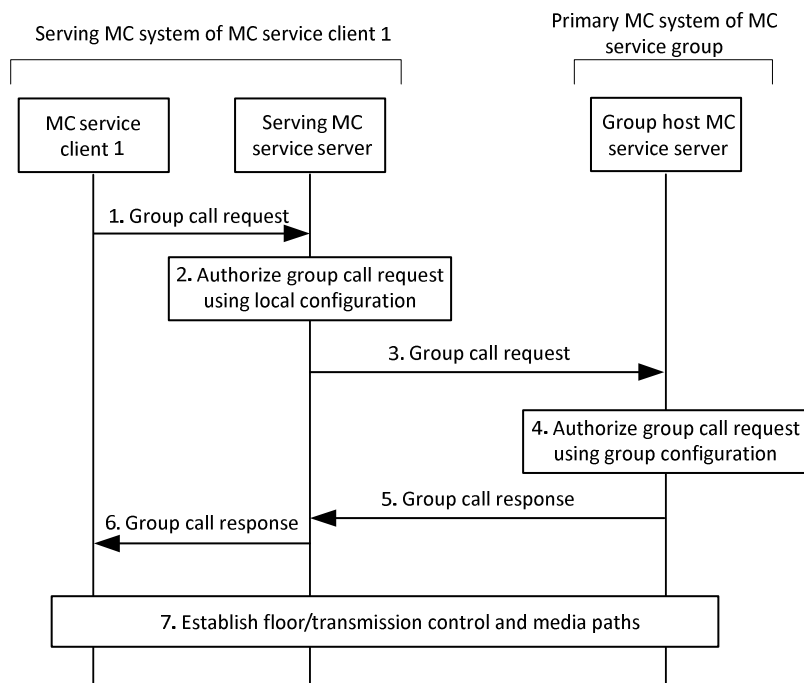 Serving MC system of MC service client 1
Primary MC system of MC
service group
MC service
client 1
Serving MC
service server
Group host MC
service server
1. Group call request
2. Authorize group call request
using local configuration
3. Group call request
4. Authorize group call request
using group configuration
5. Group call response
6. Group call response
7. Establish floor/transmission control and media paths